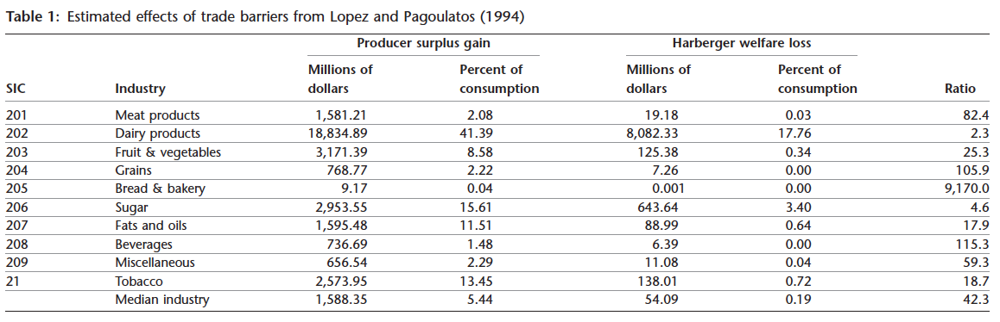 Table 1: Estimated effects of trade barriers from Lopez and Pagoulatos (1994)
Producer surplus gain Harberger welfare loss
Millions of Percent of Millions of Percent of
SIC Industry dollars consumption dollars consumption Ratio
201 Meat products 1,581.21 2.08 19.18 0.03 82.4
202 Dairy products 18,834.89 41.39 8,082.33 17.76 2.3
203 Fruit & vegetables 3,171.39 8.58 125.38 0.34 25.3
204 Grains 768.77 2.22 7.26 0.00 105.9
205 Bread & bakery 9.17 0.04 0.001 0.00 9,170.0
206 Sugar 2,953.55 15.61 643.64 3.40 4.6
207 Fats and oils 1,595.48 11.51 88.99 0.64 17.9
208 Beverages 736.69 1.48 6.39 0.00 115.3
209 Miscellaneous 656.54 2.29 11.08 0.04 59.3
21 Tobacco 2,573.95 13.45 138.01 0.72 18.7
Median industry 1,588.35 5.44 54.09 0.19 42.3